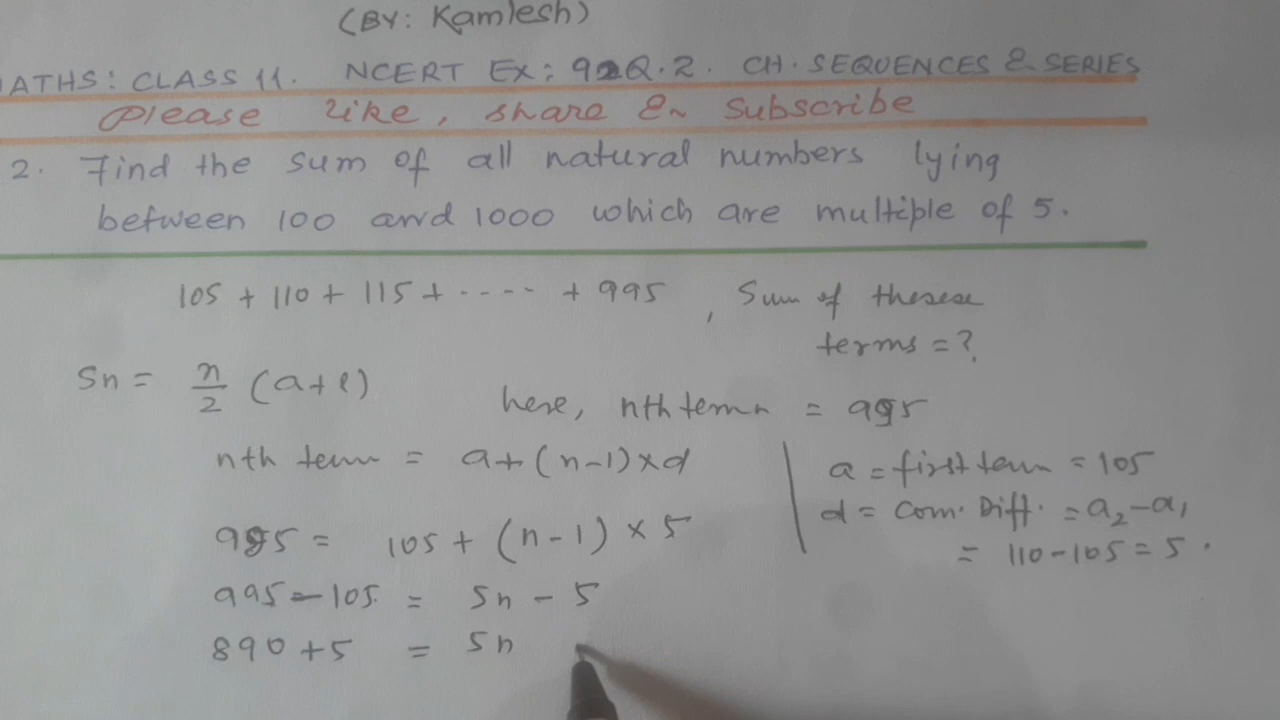 (BY: Kamlesh)
ATHS: CLASS 11. NCERT EX: 9.2 Q.2. CH. SEQUENCES & SERIES
Please like, share & subscribe
2. Find the sum of all natural numbers lying
between 100 and 1000 which are multiple of 5.
105 + 110 + 115 + ---- + 995 , Sum of these
terms = ?
Sn = n/2 (a+l)
here, nth term = 995
nth term = a+(n-1)xd
a = first term = 105
d = Com. Diff. = a₂-a₁
= 110-105 = 5.
995 = 105 + (n-1) x 5
995-105 = 5n - 5
890+5 = 5n